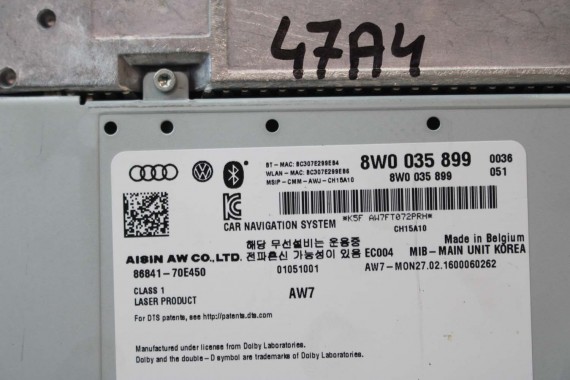 47A4
BT-MAC: 8C307E299EB4
WLAN-MAC: 8C307E299EB6
MSIP-CMM-AWJ-CH15A10
8W0 035 899 0036
8W0 035 899 051
*K5F AW7FT072PRH*
CAR NAVIGATION SYSTEM CH15A10
해당 무선설비는 운용중
전파혼신 가능성이 있음
Made in Belgium
AISIN AW CO.,LTD. EC004 MIB-MAIN UNIT KOREA
86841-70E450 01051001 AW7-MON27.02.1600060262
CLASS 1
LASER PRODUCT AW7
For DTS patents, see http://patents.dts.com
Manufactured under license from Dolby Laboratories.
Dolby and the double-D symbol are trademarks of Dolby Laboratories.